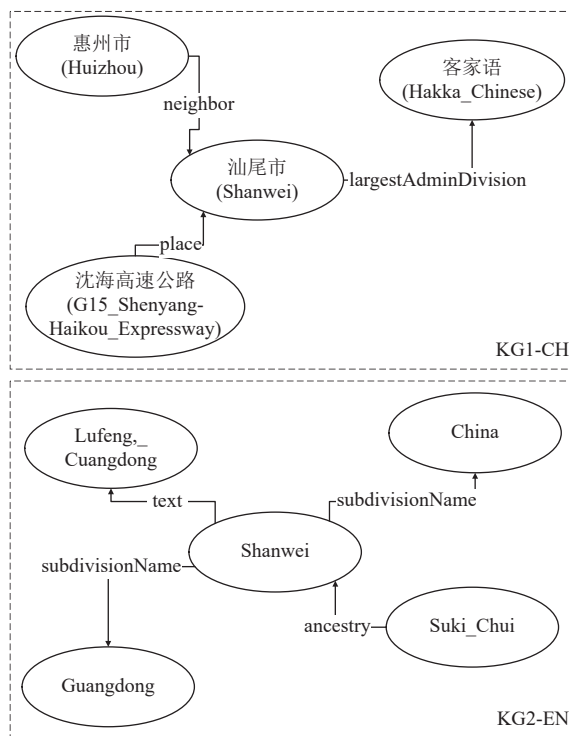 惠州市
(Huizhou)
客家语
(Hakka_Chinese)
neighbor
汕尾市
(Shanwei)
largestAdminDivision
place
沈海高速公路
(G15_Shenyang-
Haikou_Expressway)
KG1-CH
Lufeng,_
Cuangdong
China
text
subdivisionName
Shanwei
subdivisionName
ancestry
Suki_Chui
Guangdong
KG2-EN